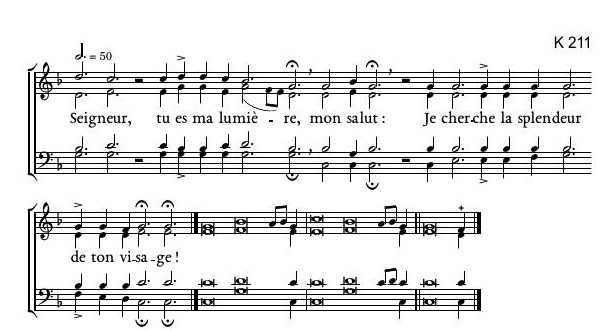 K 211
= 50
Seigneur, tu es ma lumiè - re, mon salut : Je cher-che la splendeur
de ton vi-sa-ge !